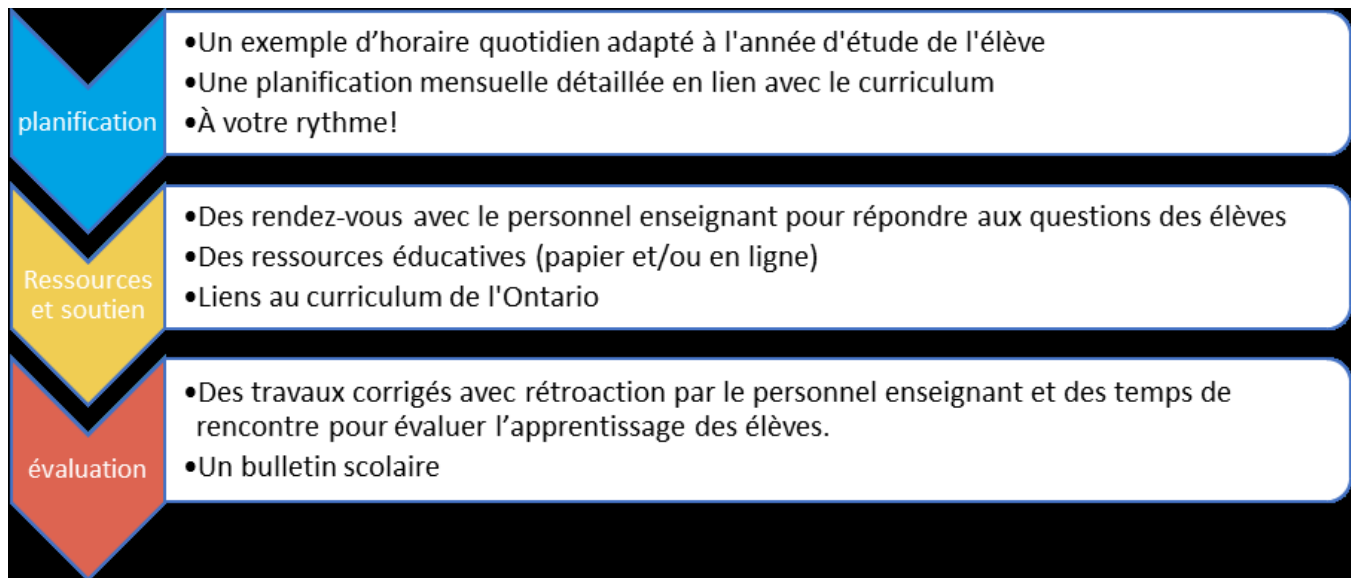 planification
•Un exemple d’horaire quotidien adapté à l'année d'étude de l'élève
•Une planification mensuelle détaillée en lien avec le curriculum
•À votre rythme!
Ressources
et soutien
•Des rendez-vous avec le personnel enseignant pour répondre aux questions des élèves
•Des ressources éducatives (papier et/ou en ligne)
•Liens au curriculum de l'Ontario
évaluation
•Des travaux corrigés avec rétroaction par le personnel enseignant et des temps de
rencontre pour évaluer l’apprentissage des élèves.
•Un bulletin scolaire